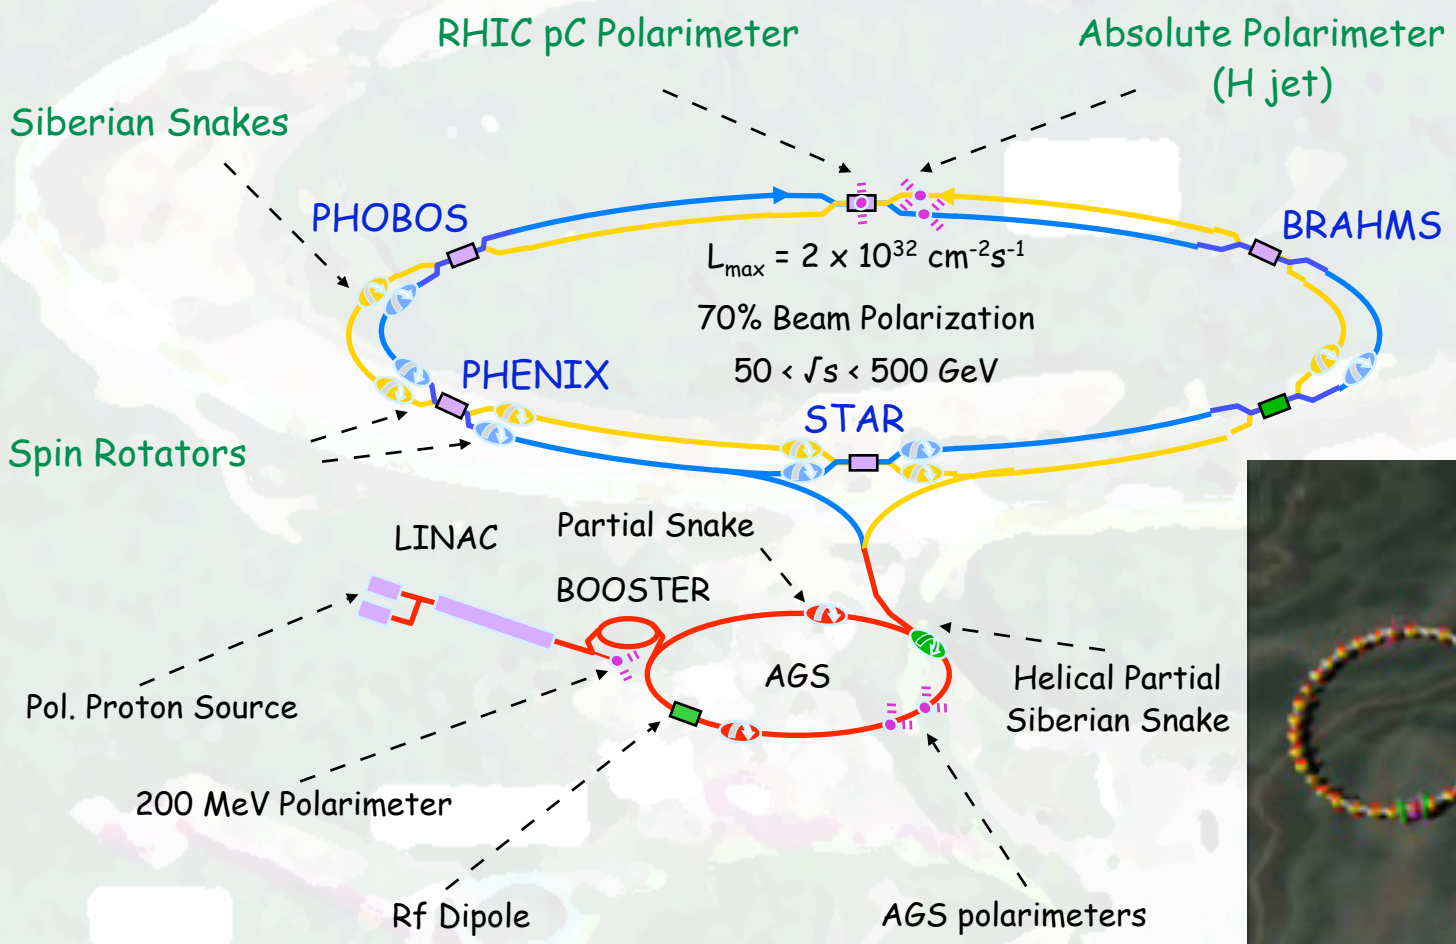 RHIC pC Polarimeter
Absolute Polarimeter
(H jet)
Siberian Snakes
PHOBOS
BRAHMS
Lmax = 2 x 10³² cm⁻²s⁻¹
70% Beam Polarization
50 < √s < 500 GeV
PHENIX
STAR
Spin Rotators
LINAC
Partial Snake
BOOSTER
AGS
Helical Partial
Siberian Snake
Pol. Proton Source
200 MeV Polarimeter
Rf Dipole
AGS polarimeters